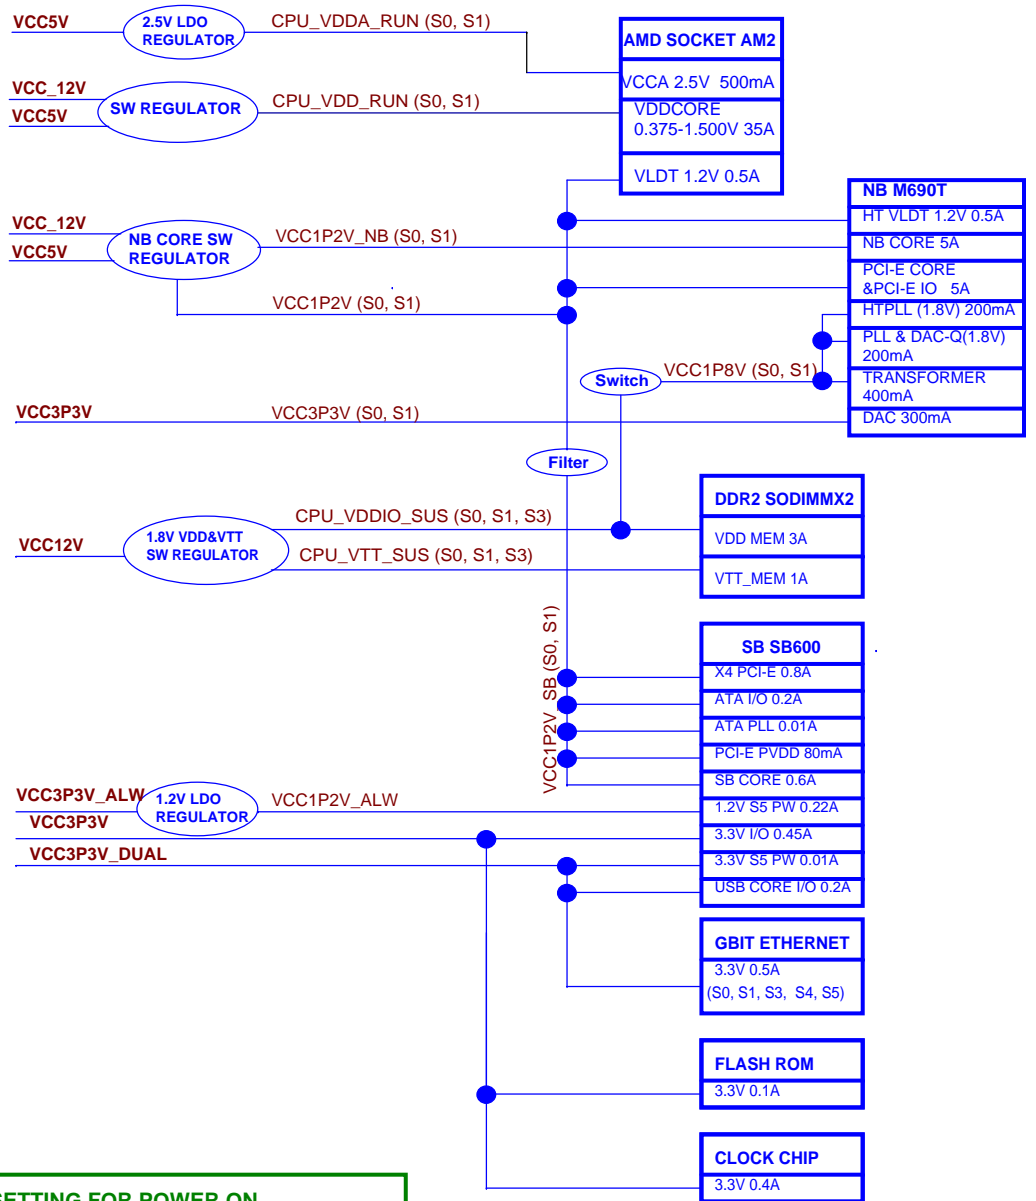 VCC5V
2.5V LDO
REGULATOR
CPU_VDDA_RUN (S0, S1)
AMD SOCKET AM2
VCCA 2.5V 500mA
VCC_12V
VCC5V
SW REGULATOR
CPU_VDD_RUN (S0, S1)
VDDCORE
0.375-1.500V 35A
VLDT 1.2V 0.5A
NB M690T
HT VLDT 1.2V 0.5A
VCC_12V
VCC5V
NB CORE SW
REGULATOR
VCC1P2V_NB (S0, S1)
NB CORE 5A
PCI-E CORE
&PCI-E IO 5A
VCC1P2V (S0, S1)
HTPLL (1.8V) 200mA
PLL & DAC-Q(1.8V)
200mA
Switch
VCC1P8V (S0, S1)
TRANSFORMER
400mA
VCC3P3V
VCC3P3V (S0, S1)
DAC 300mA
Filter
DDR2 SODIMMX2
VCC12V
1.8V VDD&VTT
SW REGULATOR
CPU_VDDIO_SUS (S0, S1, S3)
VDD MEM 3A
CPU_VTT_SUS (S0, S1, S3)
VTT_MEM 1A
VCC1P2V_SB (S0, S1)
SB SB600
X4 PCI-E 0.8A
ATA I/O 0.2A
ATA PLL 0.01A
PCI-E PVDD 80mA
SB CORE 0.6A
VCC3P3V_ALW
1.2V LDO
REGULATOR
VCC1P2V_ALW
1.2V S5 PW 0.22A
VCC3P3V
3.3V I/O 0.45A
VCC3P3V_DUAL
3.3V S5 PW 0.01A
USB CORE I/O 0.2A
GBIT ETHERNET
3.3V 0.5A
(S0, S1, S3, S4, S5)
FLASH ROM
3.3V 0.1A
CLOCK CHIP
3.3V 0.4A
SETTING FOR POWER ON